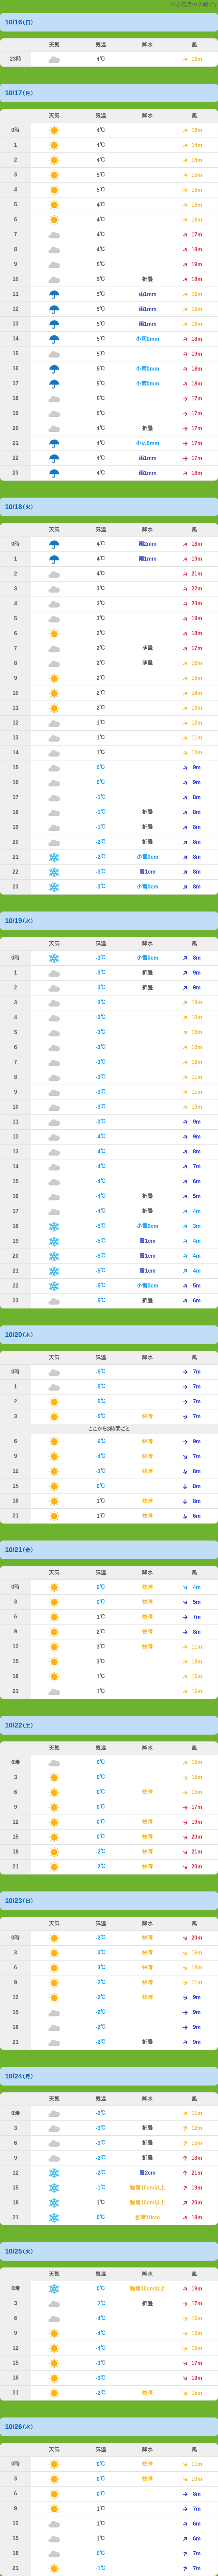 ※表出箇の予報です
10/16(日)
天気 気温 降水 風
23時 4℃ 13m
10/17(月)
天気 気温 降水 風
0時 4℃ 13m
1 4℃ 14m
2 4℃ 14m
3 5℃ 15m
4 5℃ 15m
5 4℃ 15m
6 4℃ 16m
7 4℃ 17m
8 4℃ 18m
9 5℃ 18m
10 5℃ 折曇 18m
11 5℃ 雨1mm 16m
12 5℃ 雨1mm 15m
13 5℃ 雨1mm 16m
14 5℃ 小雨0mm 18m
15 5℃ 19m
16 5℃ 小雨0mm 18m
17 5℃ 小雨0mm 18m
18 5℃ 17m
19 5℃ 17m
20 4℃ 折曇 17m
21 4℃ 小雨0mm 17m
22 4℃ 雨1mm 17m
23 4℃ 雨1mm 18m
10/18(火)
天気 気温 降水 風
0時 4℃ 雨2mm 18m
1 4℃ 雨1mm 19m
2 4℃ 21m
3 3℃ 22m
4 3℃ 20m
5 3℃ 19m
6 2℃ 18m
7 2℃ 薄曇 17m
8 2℃ 薄曇 16m
9 2℃ 15m
10 2℃ 14m
11 2℃ 13m
12 1℃ 12m
13 1℃ 11m
14 1℃ 10m
15 0℃ 9m
16 0℃ 9m
17 -1℃ 8m
18 -1℃ 折曇 8m
19 -1℃ 折曇 8m
20 -2℃ 折曇 8m
21 -2℃ 小雪0cm 8m
22 -3℃ 雪1cm 8m
23 -3℃ 小雪0cm 8m
10/19(水)
天気 気温 降水 風
0時 -3℃ 小雪0cm 8m
1 -3℃ 折曇 9m
2 -3℃ 折曇 9m
3 -3℃ 10m
4 -3℃ 10m
5 -3℃ 10m
6 -3℃ 10m
7 -3℃ 10m
8 -3℃ 11m
9 -3℃ 11m
10 -3℃ 10m
11 -3℃ 9m
12 -4℃ 9m
13 -4℃ 8m
14 -4℃ 7m
15 -4℃ 6m
16 -4℃ 折曇 5m
17 -4℃ 折曇 4m
18 -5℃ 小雪0cm 3m
19 -5℃ 雪1cm 4m
20 -5℃ 雪1cm 4m
21 -5℃ 雪1cm 4m
22 -5℃ 小雪0cm 5m
23 -5℃ 折曇 6m
10/20(木)
天気 気温 降水 風
0時 -5℃ 7m
1 -5℃ 7m
2 -5℃ 7m
3 -5℃ 快晴 7m
ここから3時間ごと
6 -6℃ 快晴 9m
9 -4℃ 快晴 7m
12 -3℃ 快晴 8m
15 0℃ 8m
18 1℃ 快晴 8m
21 1℃ 快晴 6m
10/21(金)
天気 気温 降水 風
0時 0℃ 快晴 4m
3 0℃ 快晴 5m
6 1℃ 快晴 7m
9 2℃ 快晴 8m
12 3℃ 快晴 11m
15 3℃ 13m
18 1℃ 15m
21 1℃ 15m
10/22(土)
天気 気温 降水 風
0時 0℃ 15m
3 0℃ 15m
6 0℃ 快晴 15m
9 0℃ 17m
12 0℃ 快晴 19m
15 0℃ 快晴 20m
18 -2℃ 快晴 21m
21 -2℃ 快晴 20m
10/23(日)
天気 気温 降水 風
0時 -2℃ 快晴 20m
3 -3℃ 快晴 16m
6 -3℃ 快晴 13m
9 -2℃ 快晴 11m
12 -2℃ 快晴 9m
15 -2℃ 9m
18 -2℃ 9m
21 -2℃ 折曇 9m
10/24(月)
天気 気温 降水 風
0時 -2℃ 11m
3 -3℃ 折曇 12m
6 -3℃ 折曇 15m
9 -2℃ 折曇 18m
12 -2℃ 雪2cm 21m
15 -1℃ 強雪10cm以上 19m
18 1℃ 強雪10cm以上 20m
21 0℃ 強雪10cm 18m
10/25(火)
天気 気温 降水 風
0時 0℃ 強雪10cm以上 19m
3 -2℃ 折曇 17m
6 -4℃ 15m
9 -4℃ 15m
12 -4℃ 15m
15 -3℃ 17m
18 -3℃ 19m
21 -2℃ 快晴 15m
10/26(水)
天気 気温 降水 風
0時 0℃ 快晴 11m
3 0℃ 快晴 10m
6 0℃ 8m
9 1℃ 7m
12 1℃ 6m
15 1℃ 6m
18 0℃ 7m
21 -1℃ 7m